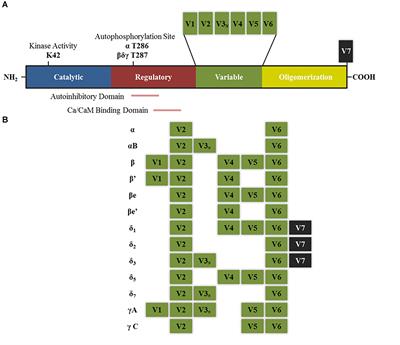 A
V1 V2 V3 V4 V5 V6
Autophosphorylation Site
Kinase Activity α T286
K42 βδγ T287
V7
NH₂ Catalytic Regulatory Variable Oligomerization COOH
Autoinhibitory Domain
Ca/CaM Binding Domain
B
α V2 V6
αB V2 V3 V6
β V1 V2 V4 V5 V6
β' V1 V2 V4 V6
βe V2 V4 V5 V6
βe' V2 V4 V6
δ₁ V2 V4 V5 V6 V7
δ₂ V2 V6 V7
δ₃ V2 V3 V6 V7
δ₅ V2 V4 V5 V6
δ₇ V2 V3 V6
γA V1 V2 V3 V5 V6
γ C V2 V5 V6